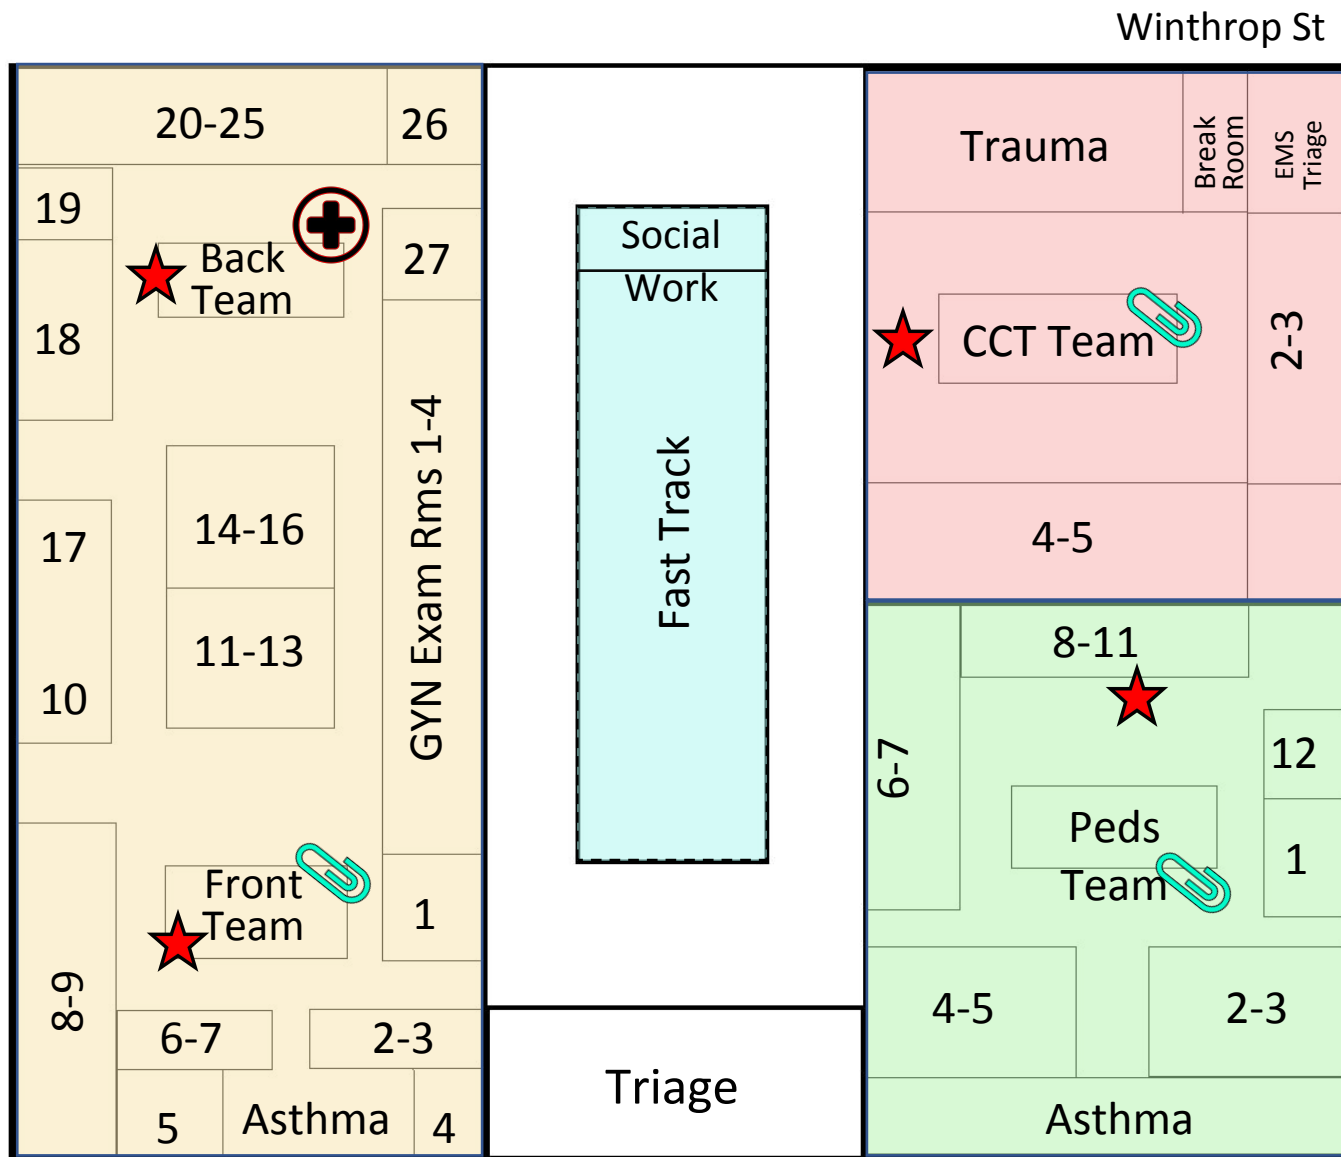 Winthrop St
20-25
26
19
Back
Team
27
18
14-16
17
11-13
10
GYN Exam Rms 1-4
Front
Team
1
8-9
6-7
2-3
5
Asthma
4
Social
Work
Fast Track
Triage
Trauma
Break
Room
EMS
Triage
CCT Team
2-3
4-5
8-11
6-7
12
Peds
Team
1
4-5
2-3
Asthma